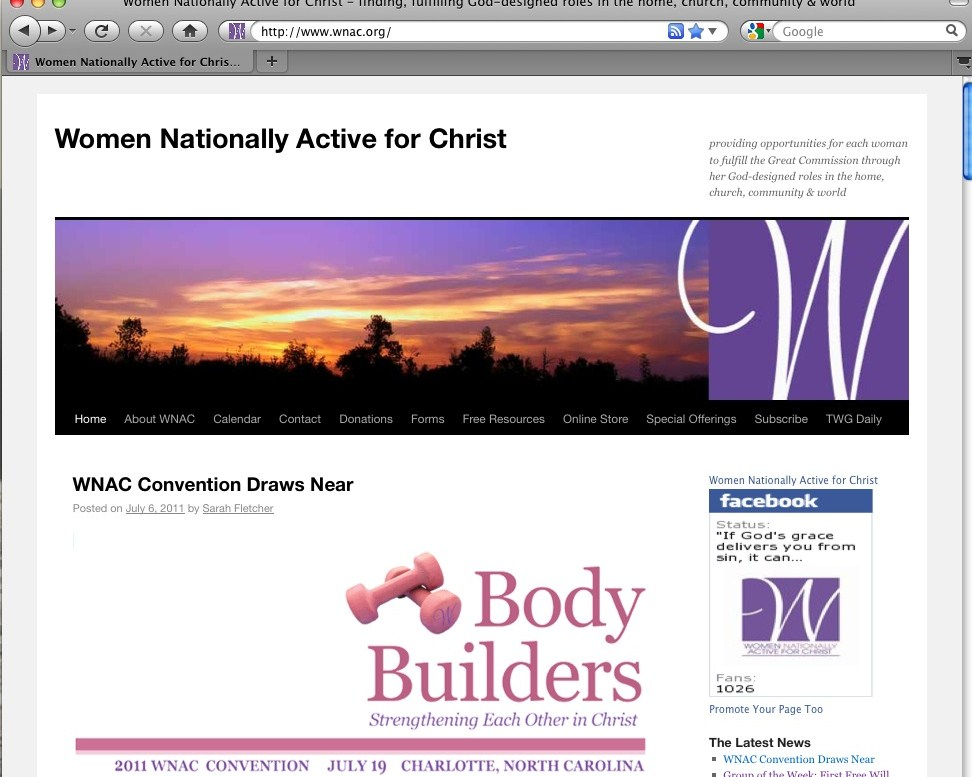 Women Nationally Active for Christ – finding, fulfilling God-designed roles in the home, church, community & world
http://www.wnac.org/
Google
Women Nationally Active for Chris...
+
Women Nationally Active for Christ
providing opportunities for each woman
to fulfill the Great Commission through
her God-designed roles in the home,
church, community & world
W
Home About WNAC Calendar Contact Donations Forms Free Resources Online Store Special Offerings Subscribe TWG Daily
WNAC Convention Draws Near
Posted on July 6, 2011 by Sarah Fletcher
W
Body
Builders
Strengthening Each Other in Christ
2011 WNAC CONVENTION JULY 19 CHARLOTTE, NORTH CAROLINA
Women Nationally Active for Christ
facebook
Status:
"If God's grace
delivers you from
sin, it can...
W
WOMEN NATIONALLY
ACTIVE FOR CHRIST
Fans:
1026
Promote Your Page Too
The Latest News
WNAC Convention Draws Near
Group of the Week: First Free Will